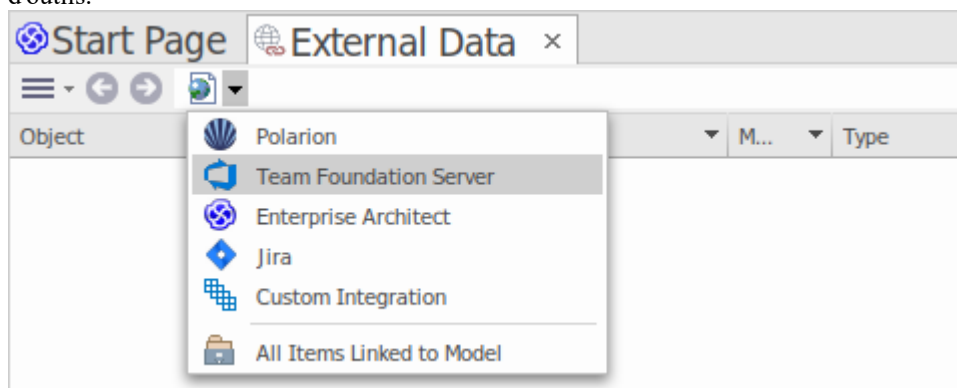 d'outils.
Start Page External Data ×
Object M... Type
Polarion
Team Foundation Server
Enterprise Architect
Jira
Custom Integration
All Items Linked to Model